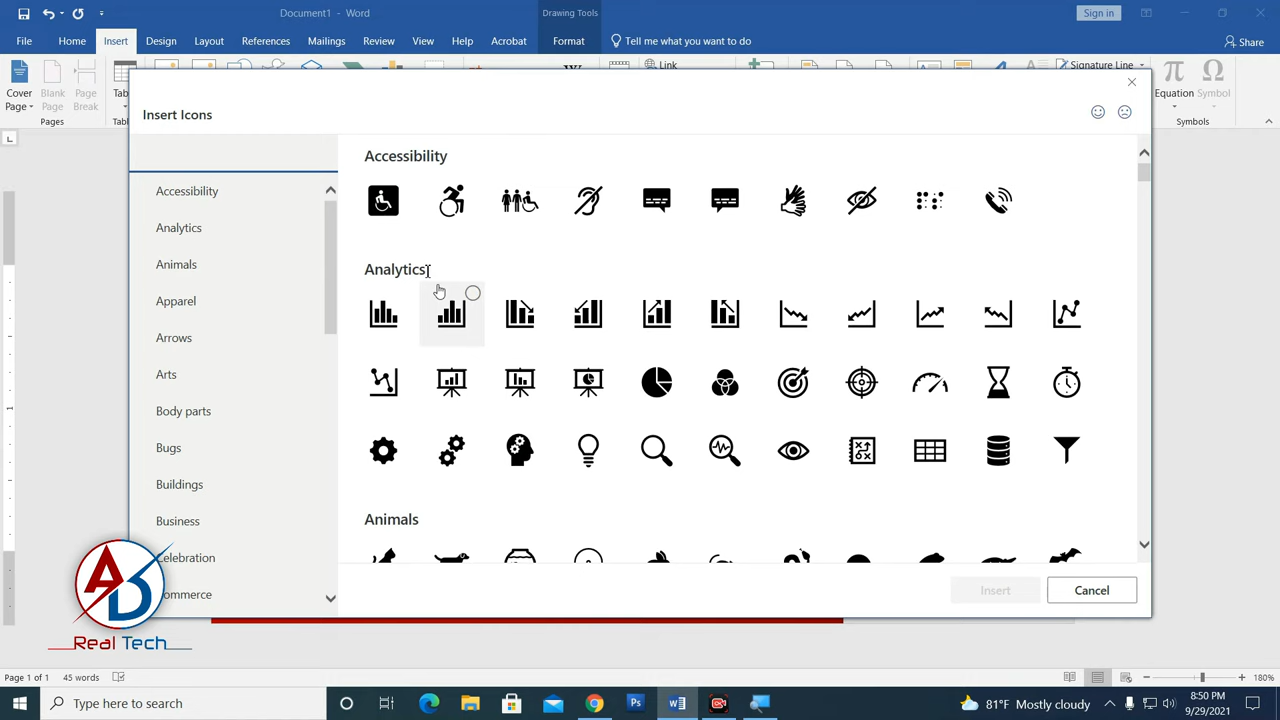 Document1 - Word
Drawing Tools
Sign in
File
Home
Insert
Design
Layout
References
Mailings
Review
View
Help
Acrobat
Format
Tell me what you want to do
Share
Link
Signature Line
Cover
Page
Blank
Page
Page
Break
Equation
Symbol
Pages
Symbols
Insert Icons
Accessibility
Analytics
Animals
Apparel
Arrows
Arts
Body parts
Bugs
Buildings
Business
Celebration
Accessibility
Analytics
Animals
Insert
Cancel
AD
Real Tech
Page 1 of 1
45 words
180%
Type here to search
Ps
81°F Mostly cloudy
8:50 PM
9/29/2021